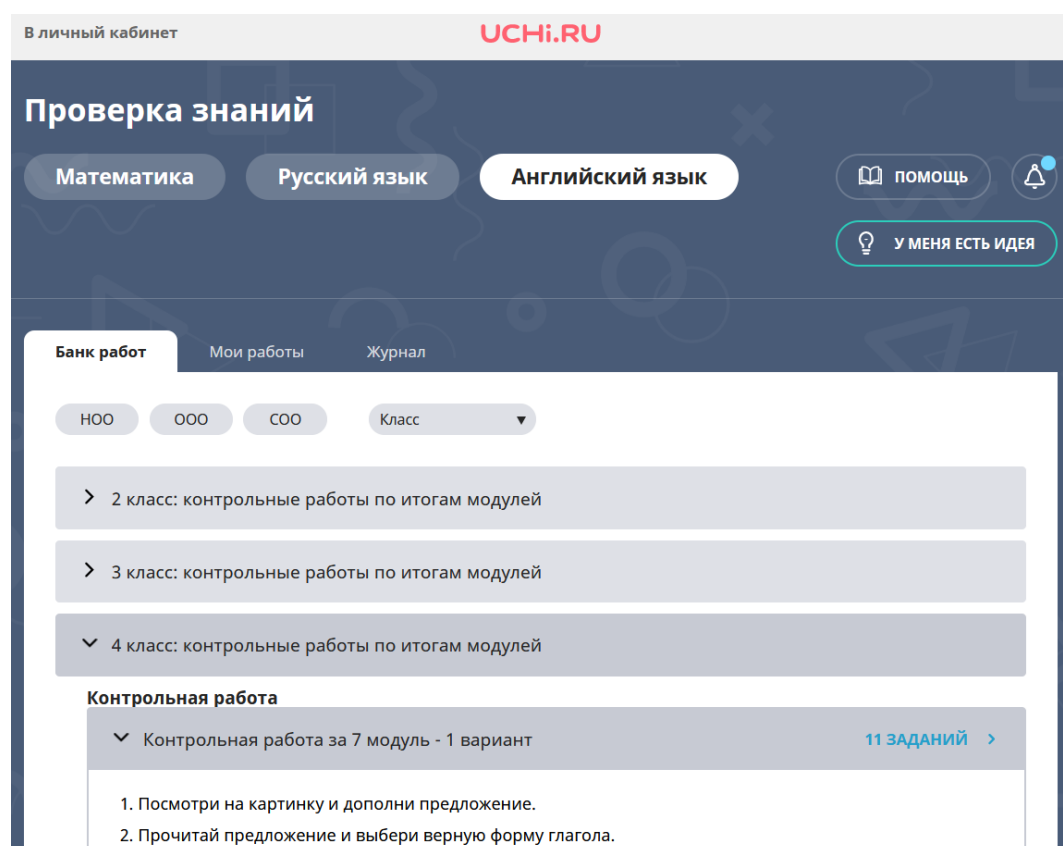 В личный кабинет
UCHi.RU
Проверка знаний
Математика
Русский язык
Английский язык
ПОМОЩЬ
У МЕНЯ ЕСТЬ ИДЕЯ
Банк работ
Мои работы
Журнал
НОО
ООО
СОО
Класс
2 класс: контрольные работы по итогам модулей
3 класс: контрольные работы по итогам модулей
4 класс: контрольные работы по итогам модулей
Контрольная работа
Контрольная работа за 7 модуль - 1 вариант
11 ЗАДАНИЙ
1. Посмотри на картинку и дополни предложение.
2. Прочитай предложение и выбери верную форму глагола.